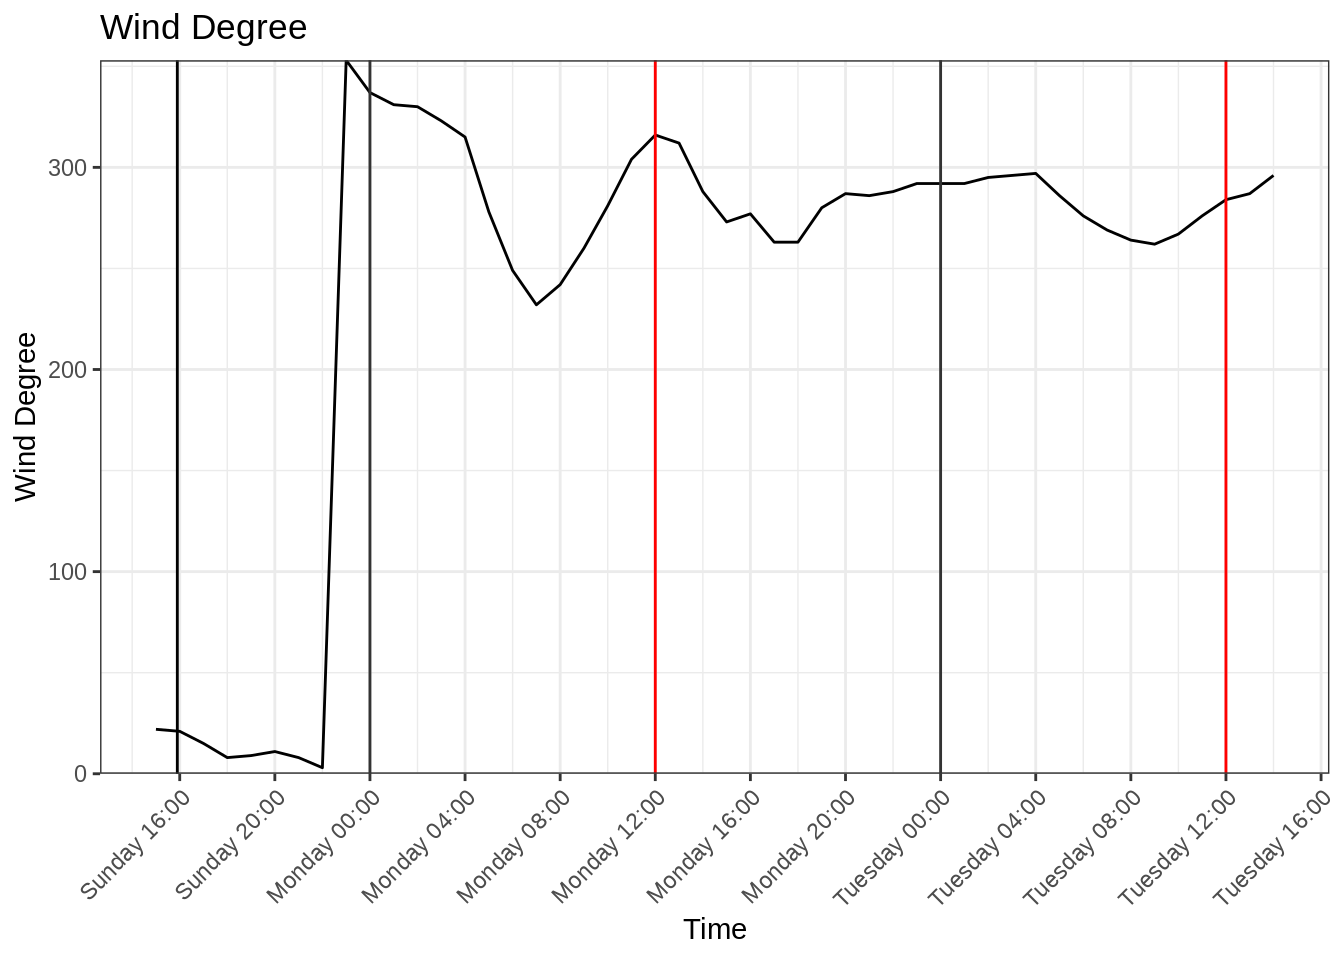 Wind Degree
Wind Degree
300
200
100
0
Sunday 16:00
Sunday 20:00
Monday 00:00
Monday 04:00
Monday 08:00
Monday 12:00
Monday 16:00
Monday 20:00
Tuesday 00:00
Tuesday 04:00
Tuesday 08:00
Tuesday 12:00
Tuesday 16:00
Time